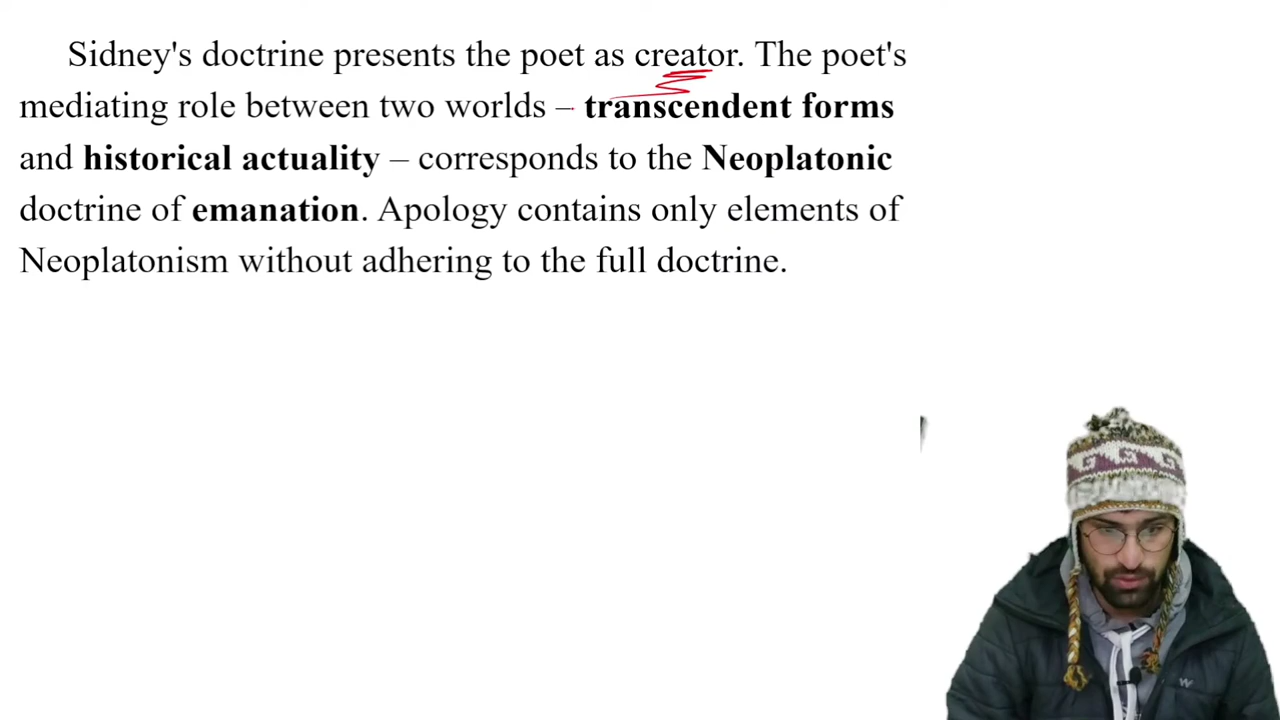 Sidney's doctrine presents the poet as creator. The poet's
mediating role between two worlds – transcendent forms
and historical actuality – corresponds to the Neoplatonic
doctrine of emanation. Apology contains only elements of
Neoplatonism without adhering to the full doctrine.